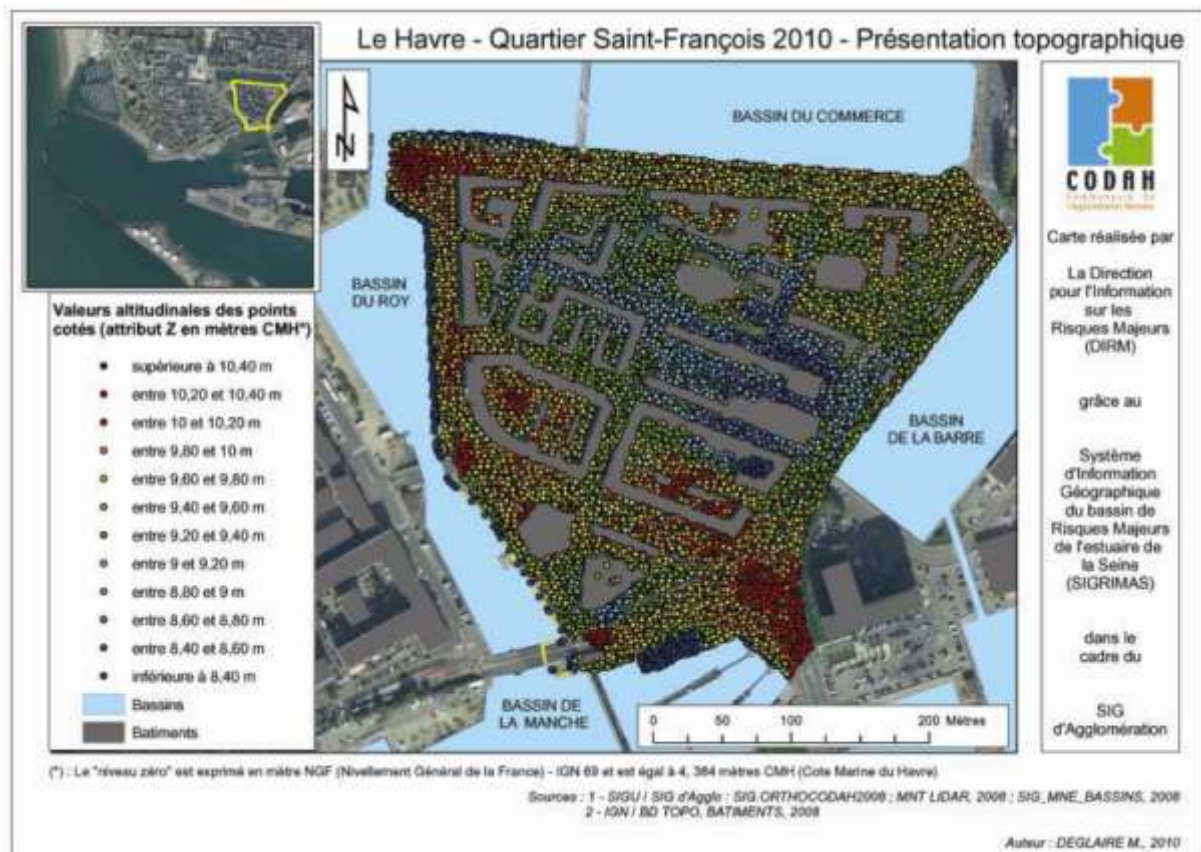 Le Havre - Quartier Saint-François 2010 - Présentation topographique
BASSIN DU COMMERCE
BASSIN
DU ROY
BASSIN
DE LA BARRE
BASSIN DE
LA MANCHE
Valeurs altitudinales des points
cotés (attribut Z en mètres CMH*)
supérieure à 10,40 m
entre 10,20 et 10,40 m
entre 10 et 10,20 m
entre 9,80 et 10 m
entre 9,60 et 9,80 m
entre 9,40 et 9,60 m
entre 9,20 et 9,40 m
entre 9 et 9,20 m
entre 8,80 et 9 m
entre 8,60 et 8,80 m
entre 8,40 et 8,60 m
inférieure à 8,40 m
Bassins
Batiments
N
0 50 100 200 Mètres
CODAH
Carte réalisée par
La Direction
pour l'Information
sur les
Risques Majeurs
(DIRM)
grâce au
Système
d'Information
Géographique
du bassin de
Risques Majeurs
de l'estuaire de
la Seine
(SIGRIMAS)
dans le
cadre du
SIG
d'Agglomération
(*) : Le "niveau zéro" est exprimé en mètre NGF (Nivellement Général de la France) - IGN 69 et est égal à 4, 384 mètres CMH (Cote Marine du Havre)
Sources : 1 - SIGU / SIG d'Agglo : SIG_ORTHOCODAH2008 ; MNT LIDAR, 2008 ; SIG_MNE_BASSINS, 2008
2 - IGN / BD TOPO, BATIMENTS, 2008
Auteur : DEGLAIRE M., 2010